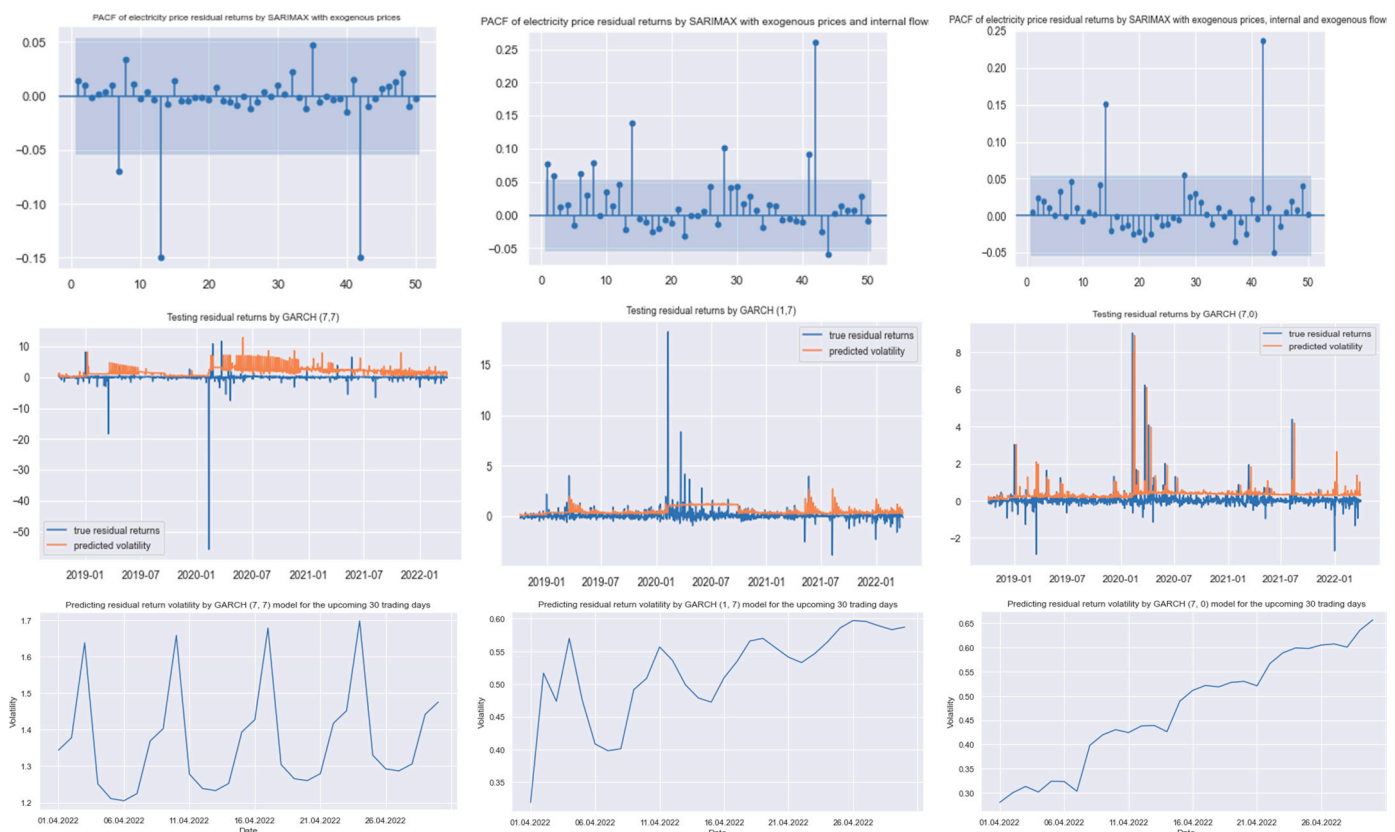 PACF of electricity price residual returns by SARIMAX with exogenous prices
0.05
0.00
−0.05
−0.10
−0.15
0 10 20 30 40 50
PACF of electricity price residual returns by SARIMAX with exogenous prices and internal flow
0.25
0.20
0.15
0.10
0.05
0.00
−0.05
0 10 20 30 40 50
PACF of electricity price residual returns by SARIMAX with exogenous prices, internal and exogenous flow
0.25
0.20
0.15
0.10
0.05
0.00
−0.05
0 10 20 30 40 50
Testing residual returns by GARCH (7,7)
10
0
−10
−20
−30
−40
−50
true residual returns
predicted volatility
2019-01 2019-07 2020-01 2020-07 2021-01 2021-07 2022-01
Testing residual returns by GARCH (1,7)
true residual returns
predicted volatility
15
10
5
0
2019-01 2019-07 2020-01 2020-07 2021-01 2021-07 2022-01
Testing residual returns by GARCH (7,0)
true residual returns
predicted volatility
8
6
4
2
0
−2
2019-01 2019-07 2020-01 2020-07 2021-01 2021-07 2022-01
Predicting residual return volatility by GARCH (7, 7) model for the upcoming 30 trading days
1.7
1.6
1.5
1.4
1.3
1.2
Volatility
01.04.2022 06.04.2022 11.04.2022 16.04.2022 21.04.2022 26.04.2022
Date
Predicting residual return volatility by GARCH (1, 7) model for the upcoming 30 trading days
0.60
0.55
0.50
0.45
0.40
0.35
Volatility
01.04.2022 06.04.2022 11.04.2022 16.04.2022 21.04.2022 26.04.2022
Date
Predicting residual return volatility by GARCH (7, 0) model for the upcoming 30 trading days
0.65
0.60
0.55
0.50
0.45
0.40
0.35
0.30
Volatility
01.04.2022 06.04.2022 11.04.2022 16.04.2022 21.04.2022 26.04.2022
Date